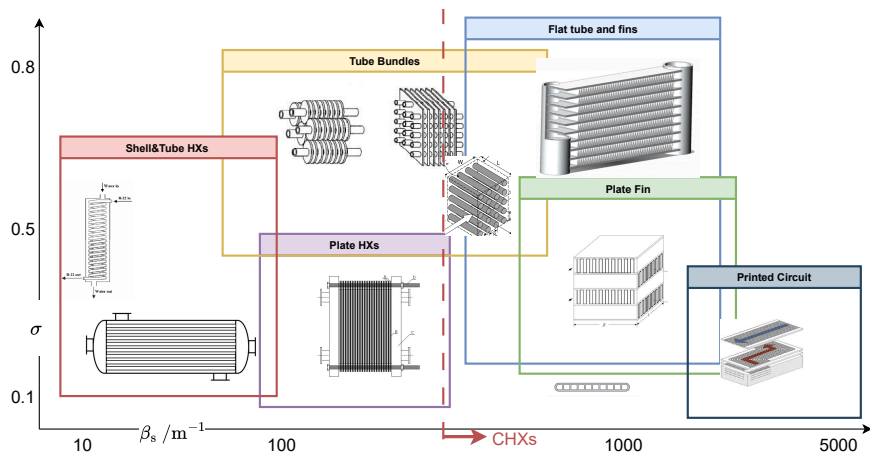 Flat tube and fins
0.8
Tube Bundles
Shell&Tube HXs
Water in
R-22 in
W
L
Plate Fin
0.5
Plate HXs
R-22 out
Water out
Printed Circuit
σ
0.1
10
βs /m⁻¹
100
CHXs
1000
5000